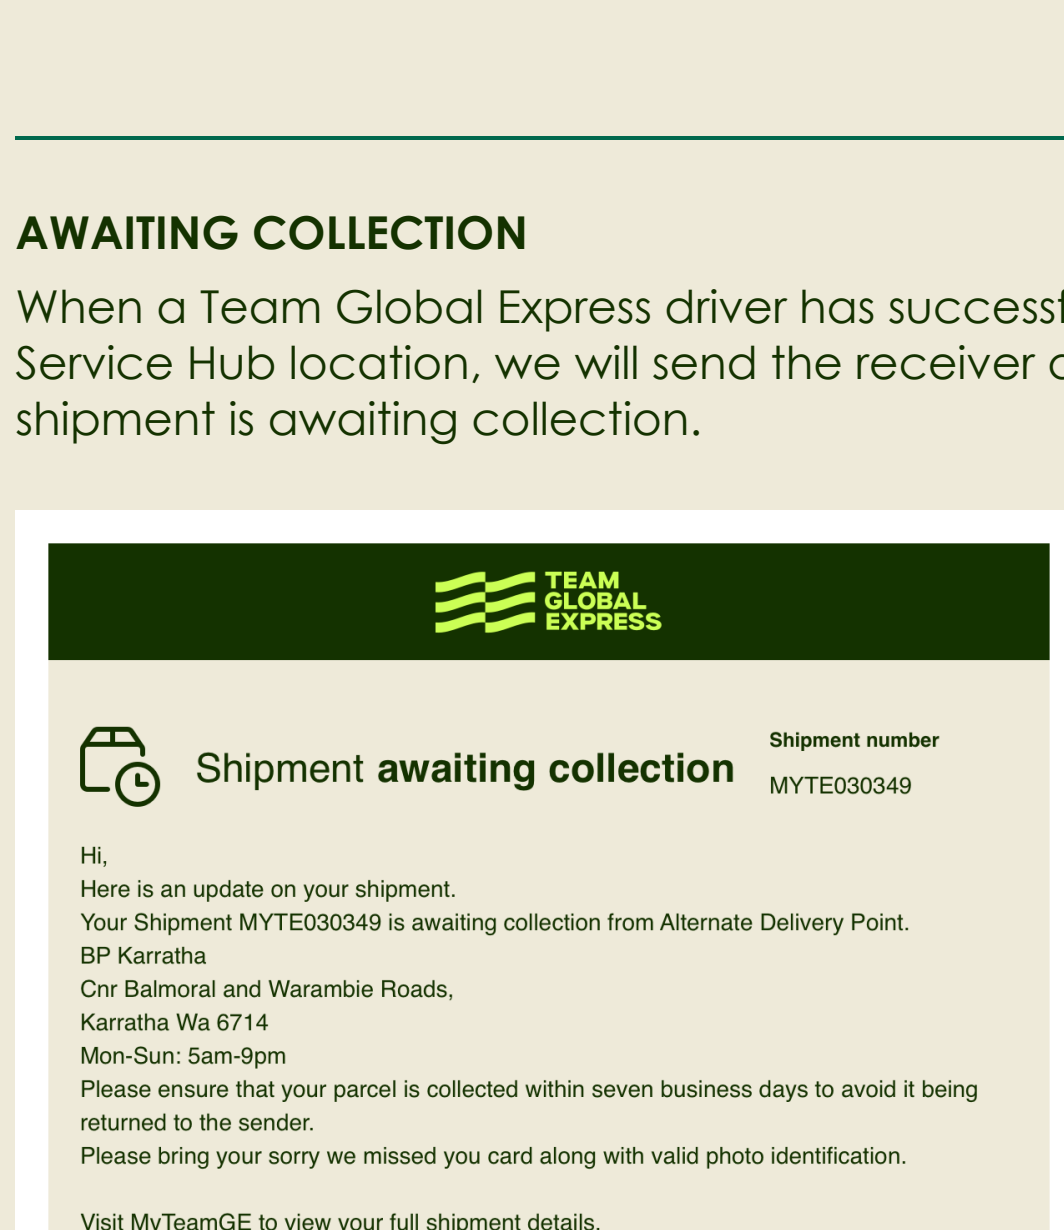 AWAITING COLLECTION
When a Team Global Express driver has
Service Hub location, we will send the receiver
shipment is awaiting collection.
TEAM
GLOBAL
EXPRESS
Shipment awaiting collection
Shipment number
MYTE030349
Hi,
Here is an update on your shipment.
Your Shipment MYTE030349 is awaiting collection from Alternate Delivery Point.
BP Karratha
Cnr Balmoral and Warambie Roads,
Karratha Wa 6714
Mon-Sun: 5am-9pm
Please ensure that your parcel is collected within seven business days to avoid it being
returned to the sender.
Please bring your sorry we missed you card along with valid photo identification.
Visit MyTeamGE to view your full shipment details.